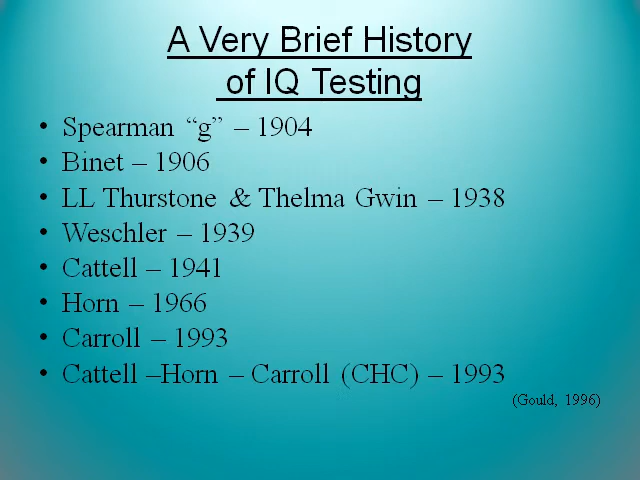 A Very Brief History
of IQ Testing
• Spearman “g” – 1904
• Binet – 1906
• LL Thurstone & Thelma Gwin – 1938
• Weschler – 1939
• Cattell – 1941
• Horn – 1966
• Carroll – 1993
• Cattell –Horn – Carroll (CHC) – 1993
(Gould, 1996)